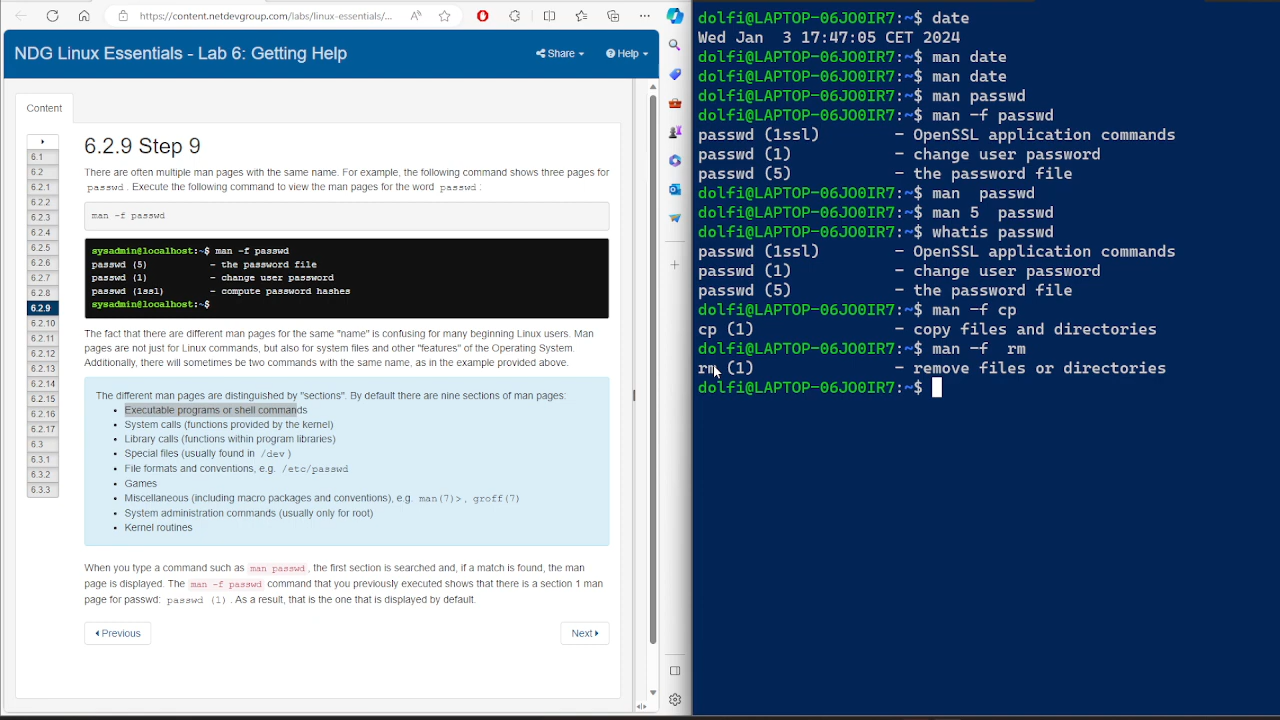 https://content.netdevgroup.com/labs/linux-essentials/...
NDG Linux Essentials - Lab 6: Getting Help
Share
Help
Content
6.1
6.2
6.2.1
6.2.2
6.2.3
6.2.4
6.2.5
6.2.6
6.2.7
6.2.8
6.2.9
6.2.10
6.2.11
6.2.12
6.2.13
6.2.14
6.2.15
6.2.16
6.2.17
6.3
6.3.1
6.3.2
6.3.3
6.2.9 Step 9
There are often multiple man pages with the same name. For example, the following command shows three pages for
passwd. Execute the following command to view the man pages for the word passwd:
man -f passwd
sysadmin@localhost:~$ man -f passwd
passwd (5) - the password file
passwd (1) - change user password
passwd (1ssl) - compute password hashes
sysadmin@localhost:~$
The fact that there are different man pages for the same "name" is confusing for many beginning Linux users. Man
pages are not just for Linux commands, but also for system files and other "features" of the Operating System.
Additionally, there will sometimes be two commands with the same name, as in the example provided above.
The different man pages are distinguished by "sections". By default there are nine sections of man pages:
• Executable programs or shell commands
• System calls (functions provided by the kernel)
• Library calls (functions within program libraries)
• Special files (usually found in /dev)
• File formats and conventions, e.g. /etc/passwd
• Games
• Miscellaneous (including macro packages and conventions), e.g. man(7)>, groff(7)
• System administration commands (usually only for root)
• Kernel routines
When you type a command such as man passwd, the first section is searched and, if a match is found, the man
page is displayed. The man -f passwd command that you previously executed shows that there is a section 1 man
page for passwd: passwd (1). As a result, that is the one that is displayed by default.
Previous
Next
dolfi@LAPTOP-06JO0IR7:~$ date
Wed Jan  3 17:47:05 CET 2024
dolfi@LAPTOP-06JO0IR7:~$ man date
dolfi@LAPTOP-06JO0IR7:~$ man date
dolfi@LAPTOP-06JO0IR7:~$ man passwd
dolfi@LAPTOP-06JO0IR7:~$ man -f passwd
passwd (1ssl) - OpenSSL application commands
passwd (1) - change user password
passwd (5) - the password file
dolfi@LAPTOP-06JO0IR7:~$ man  passwd
dolfi@LAPTOP-06JO0IR7:~$ man 5  passwd
dolfi@LAPTOP-06JO0IR7:~$ whatis passwd
passwd (1ssl) - OpenSSL application commands
passwd (1) - change user password
passwd (5) - the password file
dolfi@LAPTOP-06JO0IR7:~$ man -f cp
cp (1) - copy files and directories
dolfi@LAPTOP-06JO0IR7:~$ man -f  rm
rm (1) - remove files or directories
dolfi@LAPTOP-06JO0IR7:~$